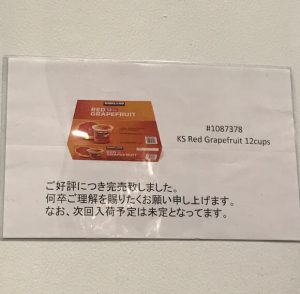 KIRKLAND
RED
GRAPEFRUIT
#1087378
KS Red Grapefruit 12cups
ご好評につき完売致しました。
何卒ご理解を賜りたくお願い申し上げます。
なお、次回入荷予定は未定となってます。